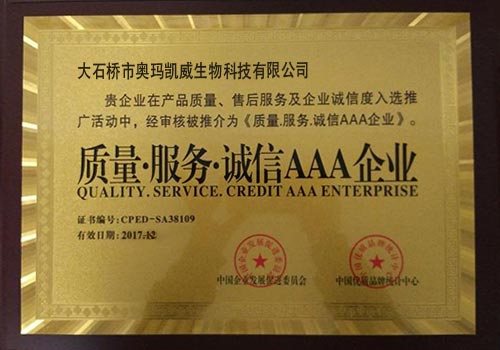 大石桥市奥玛凯威生物科技有限公司
贵企业在产品质量、售后服务及企业诚信度入选推
广活动中，经审核被推介为《质量.服务.诚信AAA企业》。
质量·服务·诚信AAA企业
QUALITY. SERVICE. CREDIT AAA ENTERPRISE
证书编号：CPED-SA38109
有效日期：2017.12
中国企业发展促进委员会
中国优质品牌统计中心